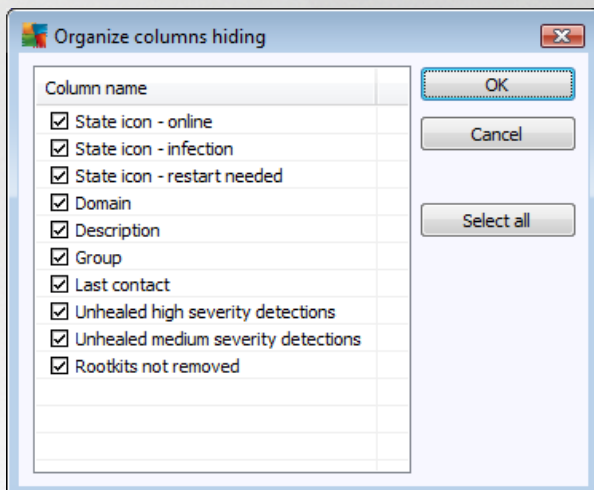 Organize columns hiding
Column name
State icon - online
State icon - infection
State icon - restart needed
Domain
Description
Group
Last contact
Unhealed high severity detections
Unhealed medium severity detections
Rootkits not removed
OK
Cancel
Select all